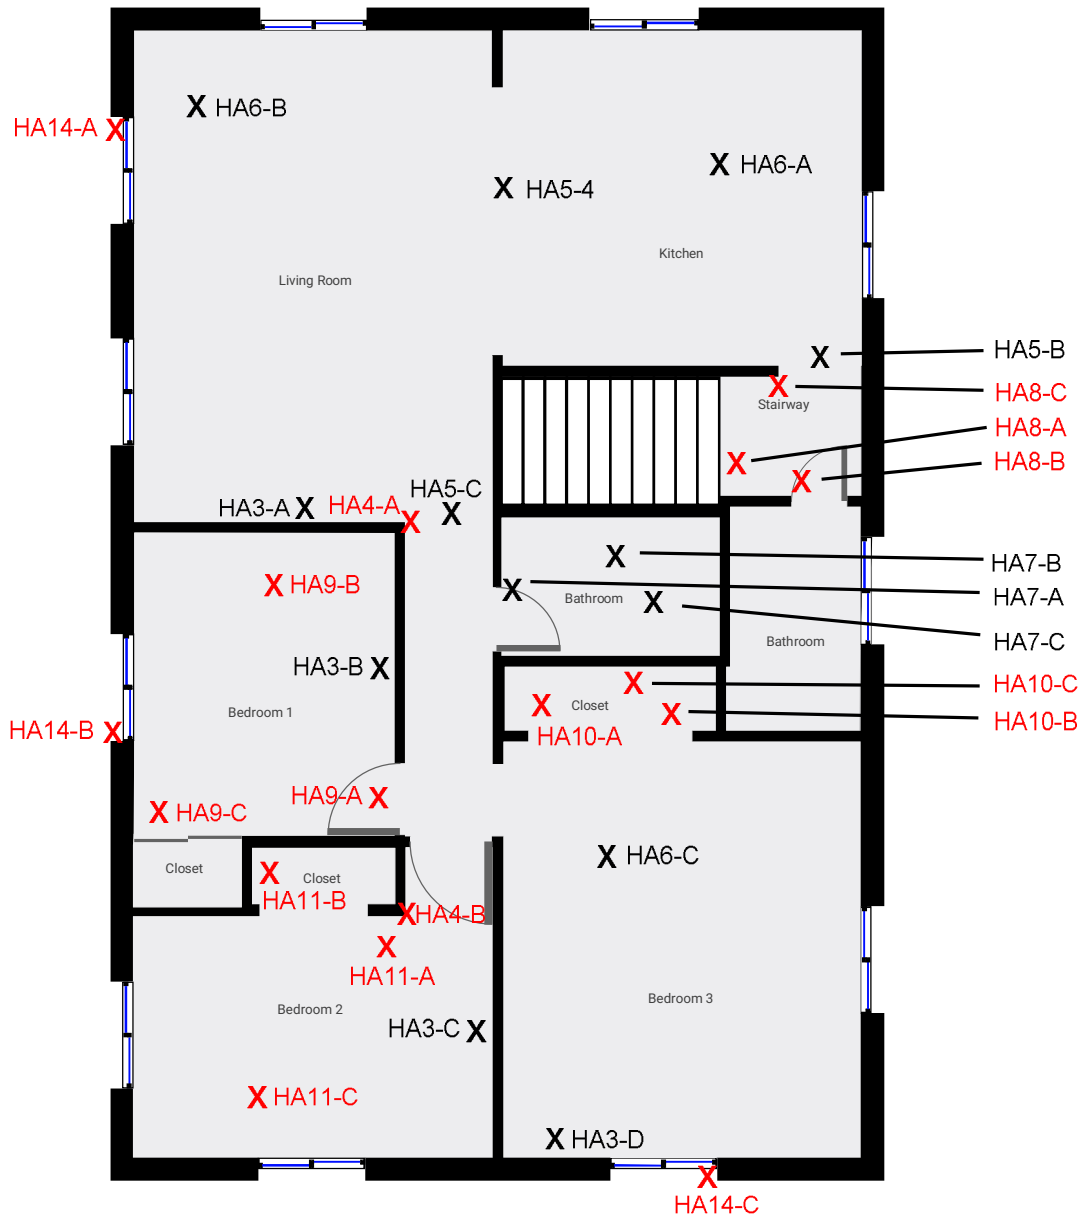 HA6-B
HA14-A
HA6-A
HA5-4
Kitchen
Living Room
HA5-B
HA8-C
Stairway
HA8-A
HA8-B
HA5-C
HA3-A
HA4-A
HA7-B
HA9-B
HA7-A
Bathroom
HA7-C
Bathroom
HA3-B
HA10-C
Closet
Bedroom 1
HA10-B
HA14-B
HA10-A
HA9-A
HA9-C
HA6-C
Closet
Closet
HA11-B
HA4-B
HA11-A
Bedroom 3
Bedroom 2
HA3-C
HA11-C
HA3-D
HA14-C